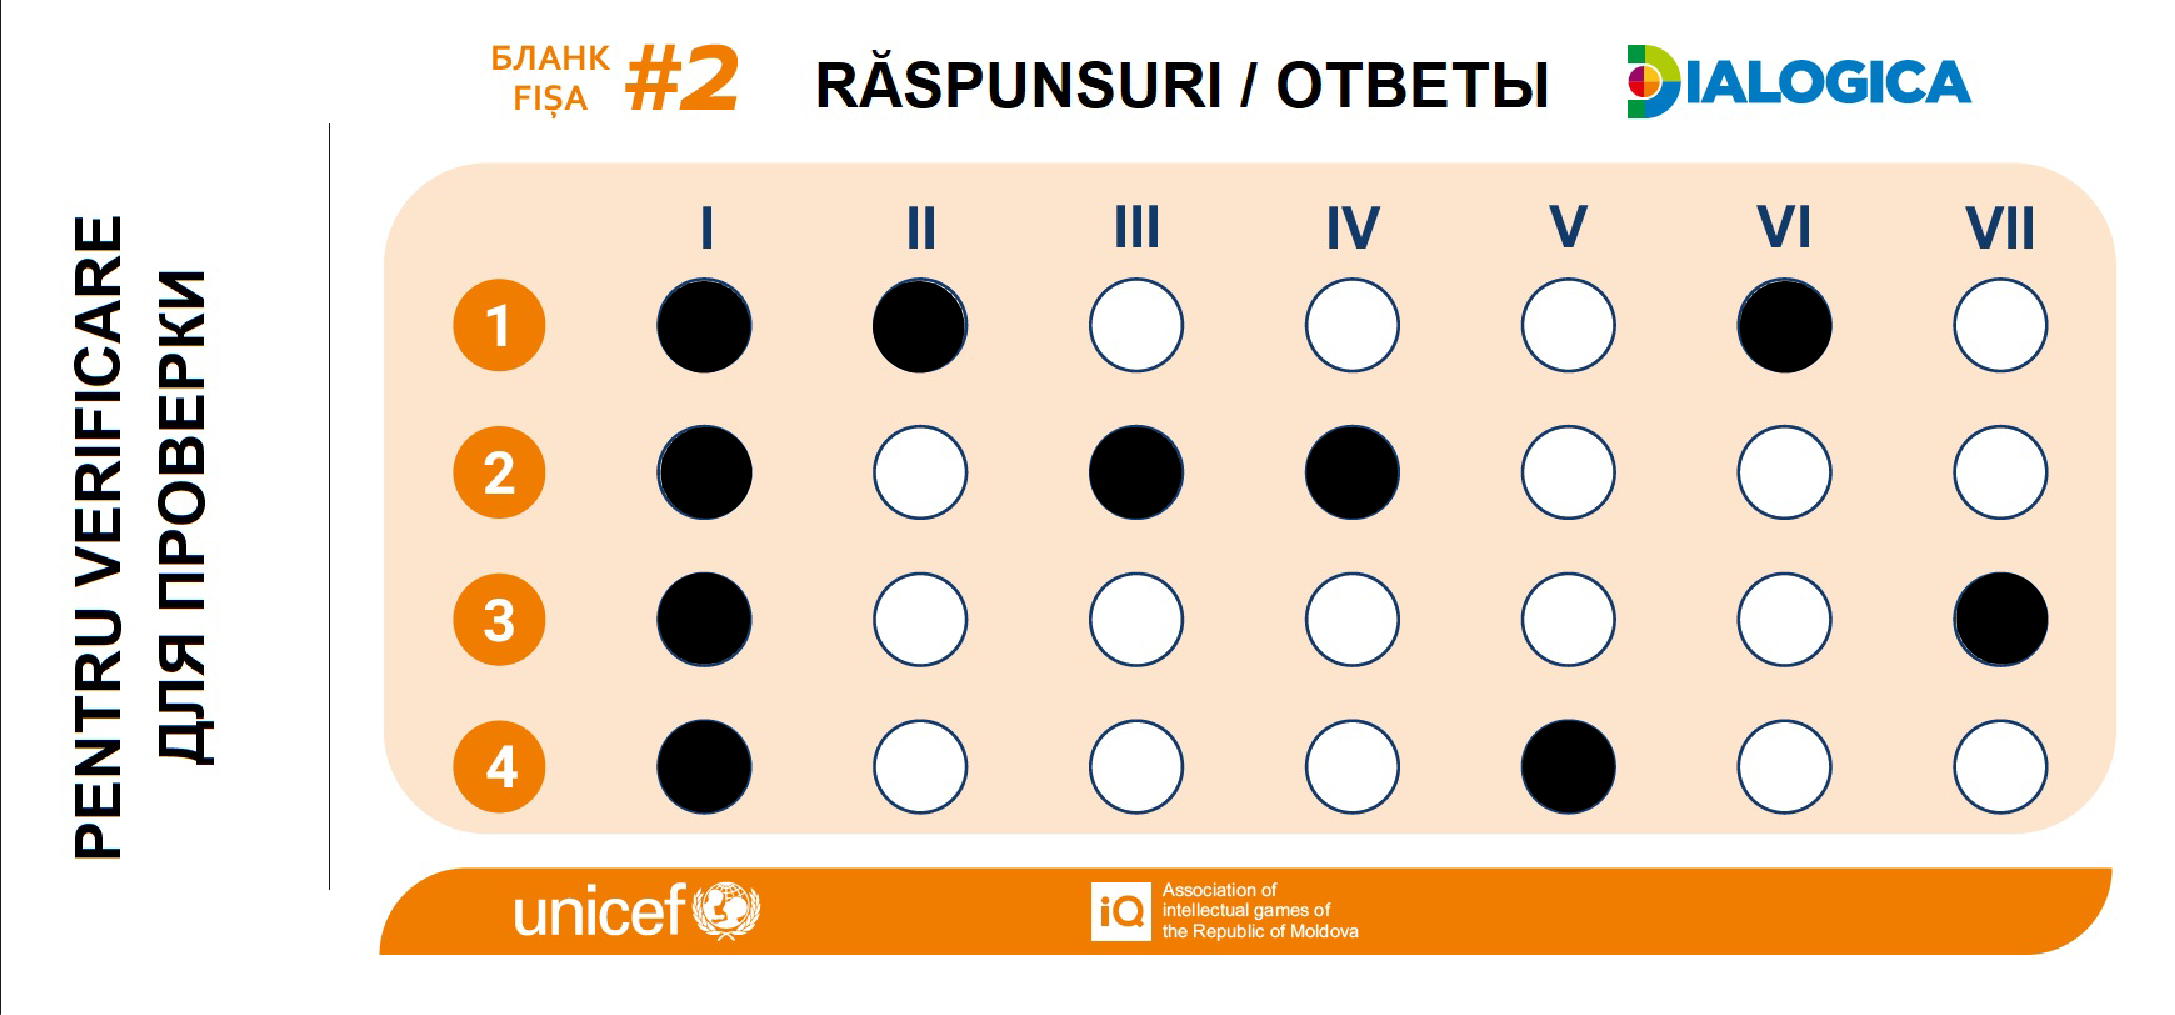 БЛАНК
FIȘA
#2
RĂSPUNSURI / ОТВЕТЫ
DIALOGICA
PENTRU VERIFICARE
ДЛЯ ПРОВЕРКИ
I II III IV V VI VII
1
2
3
4
unicef
iQ
Association of
intellectual games of
the Republic of Moldova